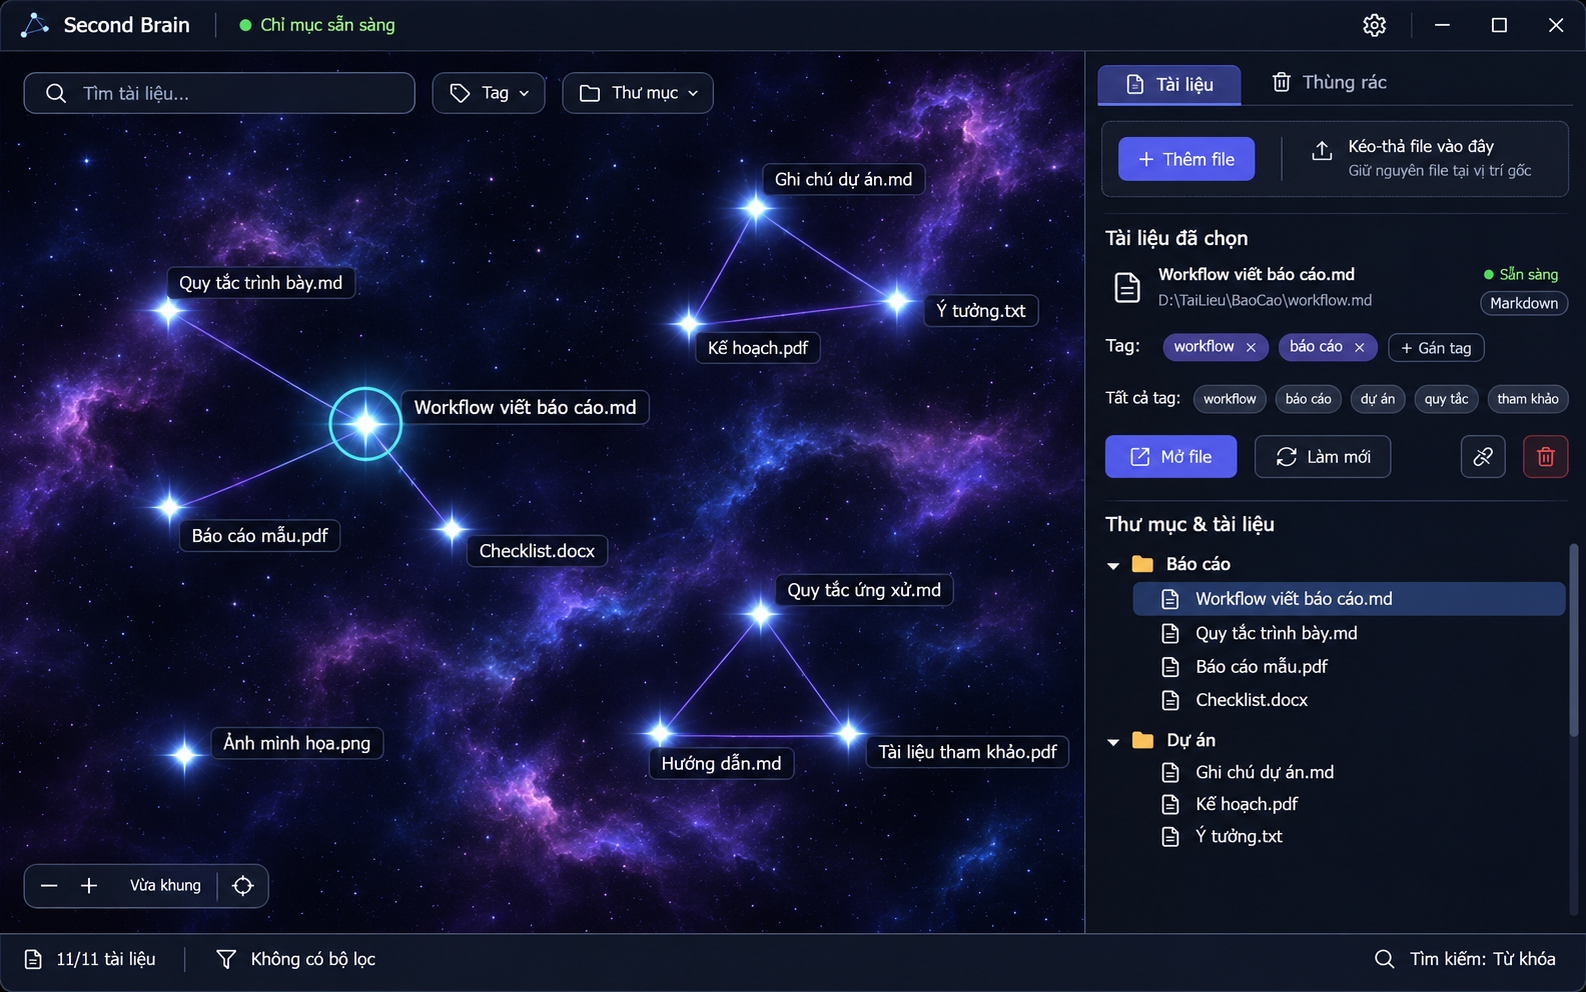 Second Brain
Chỉ mục sẵn sàng
Tìm tài liệu...
Tag
Thư mục
Ghi chú dự án.md
Ý tưởng.txt
Kế hoạch.pdf
Quy tắc trình bày.md
Workflow viết báo cáo.md
Báo cáo mẫu.pdf
Checklist.docx
Quy tắc ứng xử.md
Hướng dẫn.md
Tài liệu tham khảo.pdf
Ảnh minh họa.png
Vừa khung
Tài liệu
Thùng rác
+ Thêm file
Kéo-thả file vào đây
Giữ nguyên file tại vị trí gốc
Tài liệu đã chọn
Workflow viết báo cáo.md
Sẵn sàng
D:\TaiLieu\BaoCao\workflow.md
Markdown
Tag: workflow × báo cáo × + Gán tag
Tất cả tag: workflow báo cáo dự án quy tắc tham khảo
Mở file
Làm mới
Thư mục & tài liệu
Báo cáo
Workflow viết báo cáo.md
Quy tắc trình bày.md
Báo cáo mẫu.pdf
Checklist.docx
Dự án
Ghi chú dự án.md
Kế hoạch.pdf
Ý tưởng.txt
11/11 tài liệu
Không có bộ lọc
Tìm kiếm: Từ khóa